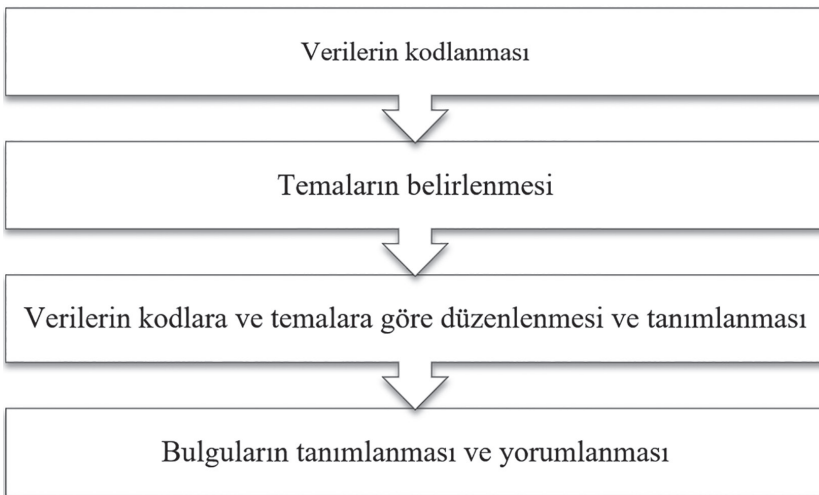 Verilerin kodlanması
Temaların belirlenmesi
Verilerin kodlara ve temalara göre düzenlenmesi ve tanımlanması
Bulguların tanımlanması ve yorumlanması